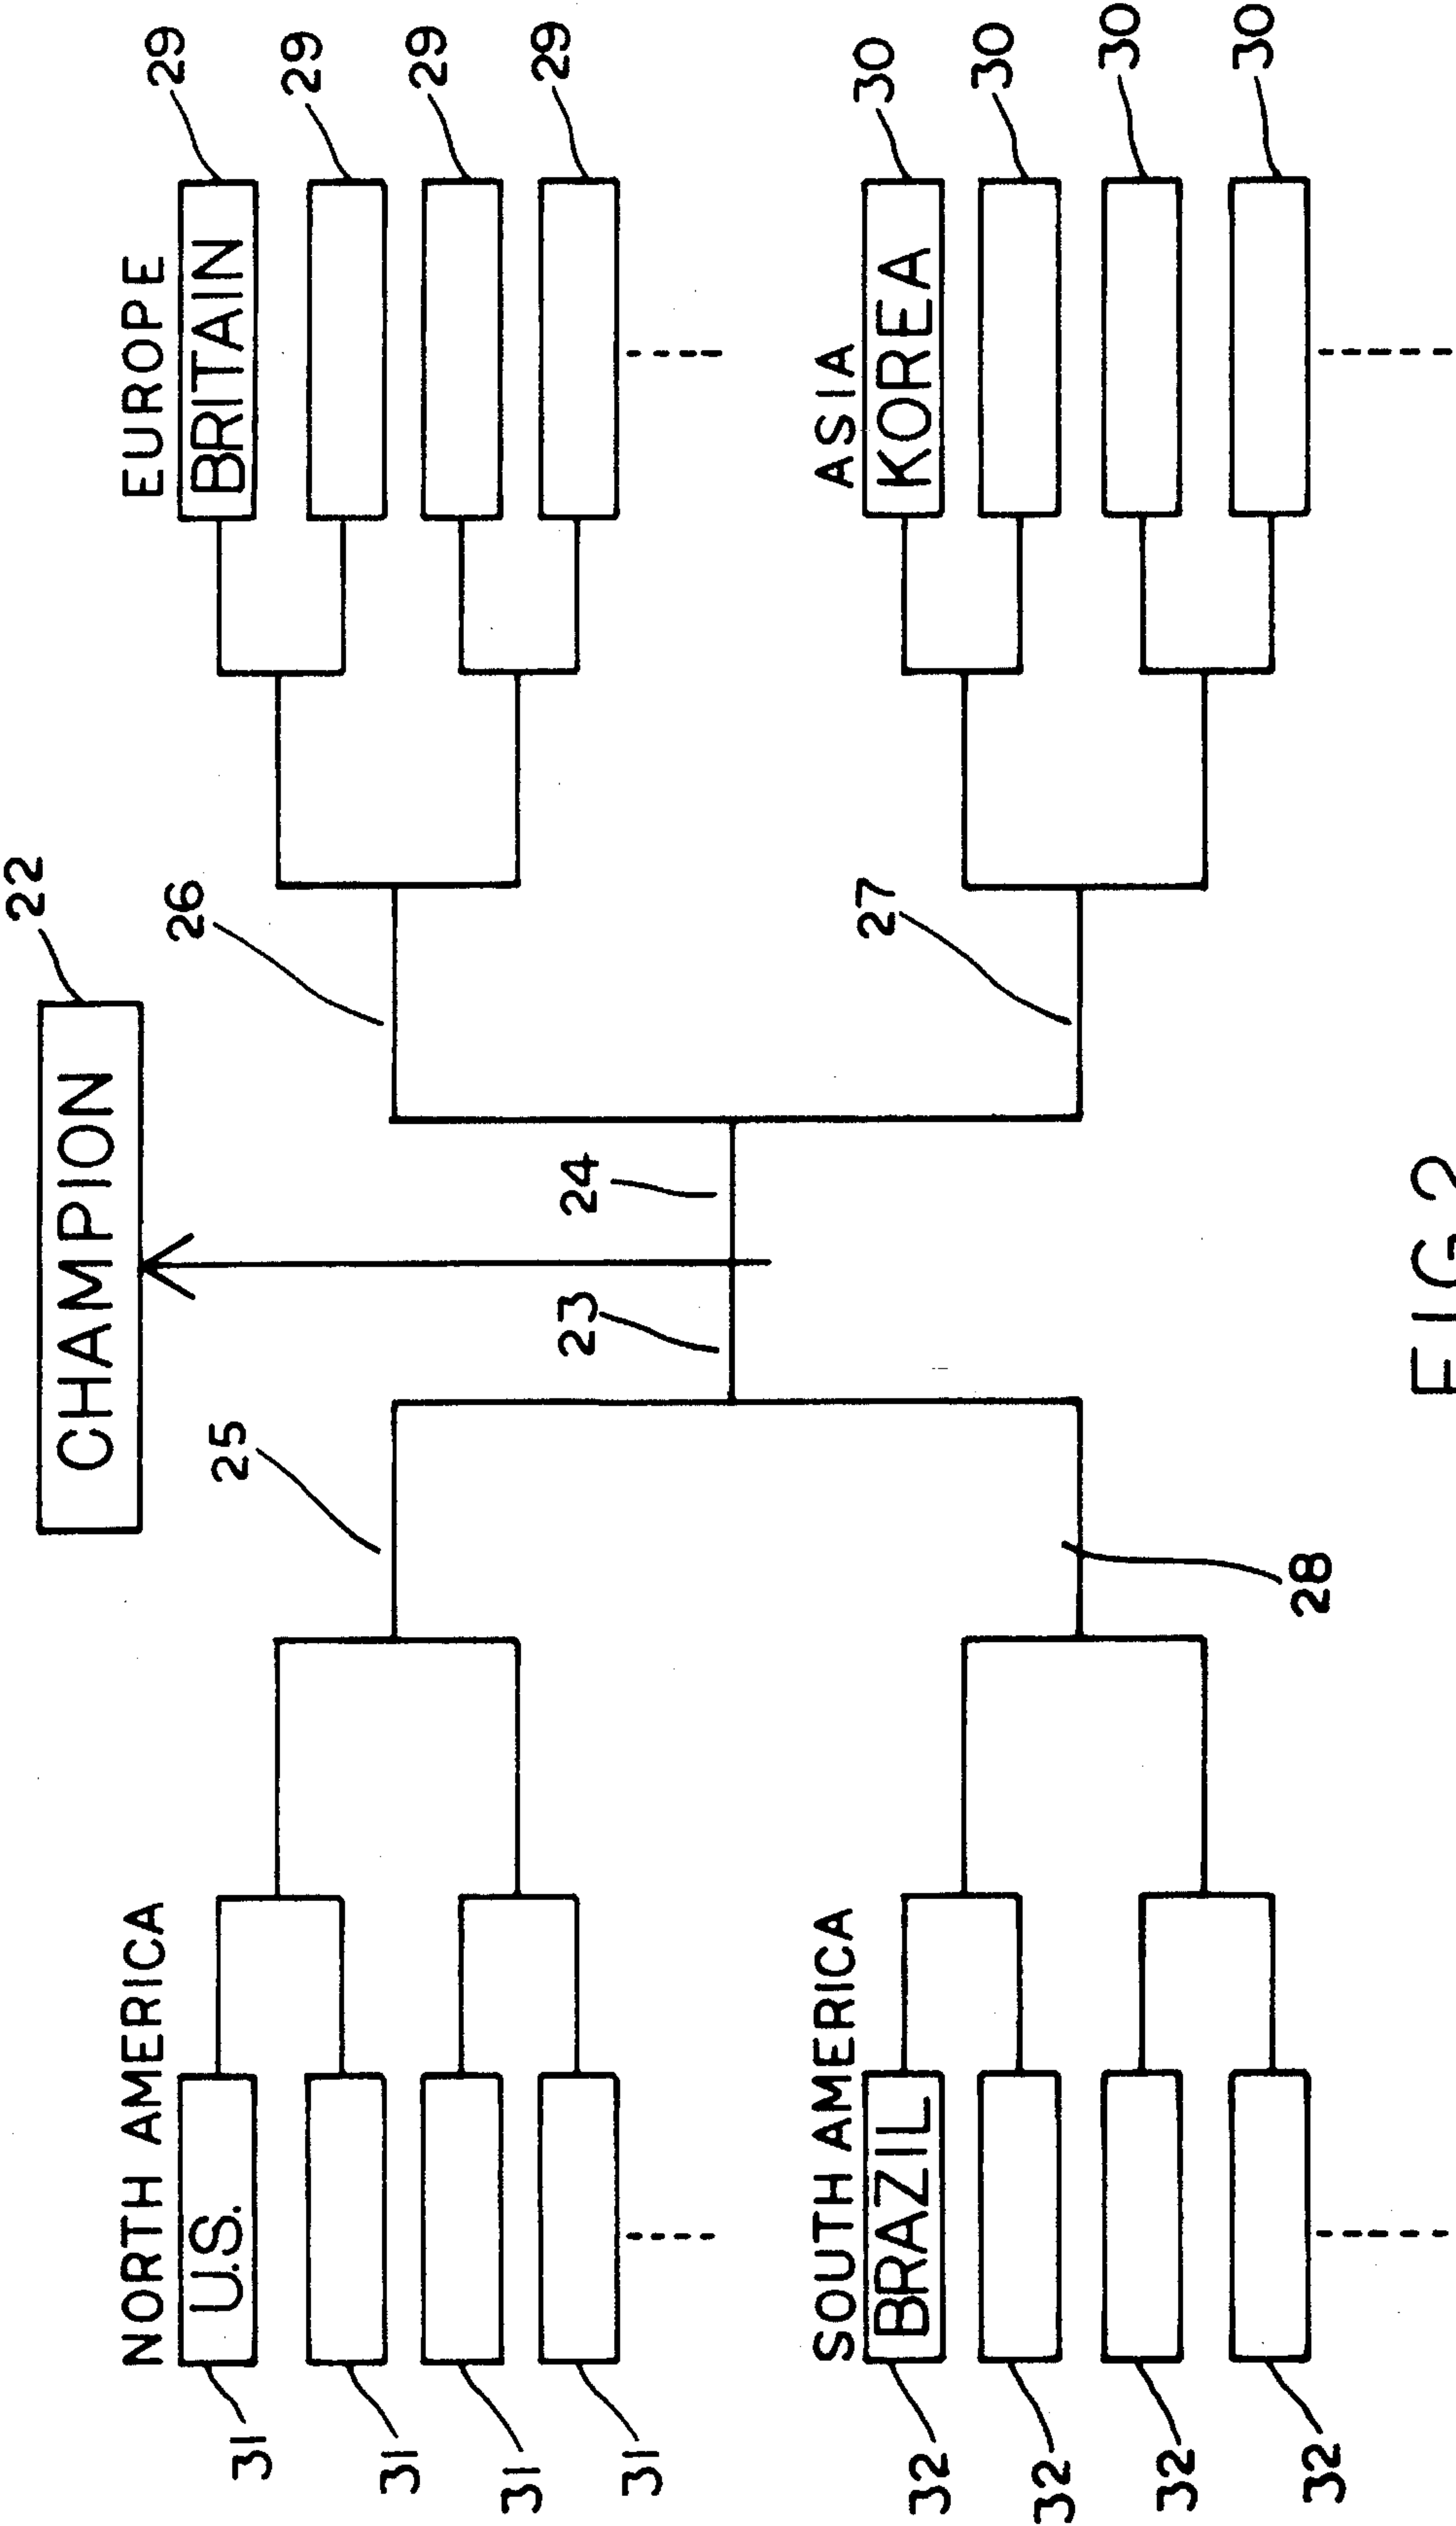 CHAMPION
22
NORTH AMERICA
EUROPE
31
U.S.
BRITAIN
29
25
26
31
29
31
29
31
29
23
24
SOUTH AMERICA
ASIA
32
BRAZIL
KOREA
30
27
32
30
32
30
28
32
30
FIG.2